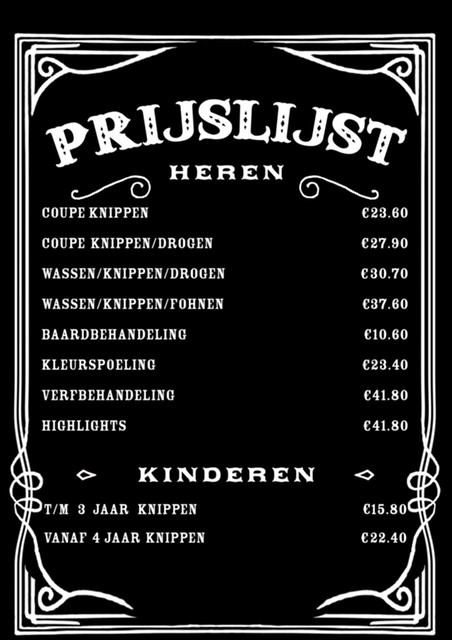 PRIJSLIJST
HEREN
COUPE KNIPPEN €23.60
COUPE KNIPPEN/DROGEN €27.90
WASSEN/KNIPPEN/DROGEN €30.70
WASSEN/KNIPPEN/FOHNEN €37.60
BAARDBEHANDELING €10.60
KLEURSPOELING €23.40
VERFBEHANDELING €41.80
HIGHLIGHTS €41.80
KINDEREN
T/M 3 JAAR KNIPPEN €15.80
VANAF 4 JAAR KNIPPEN €22.40